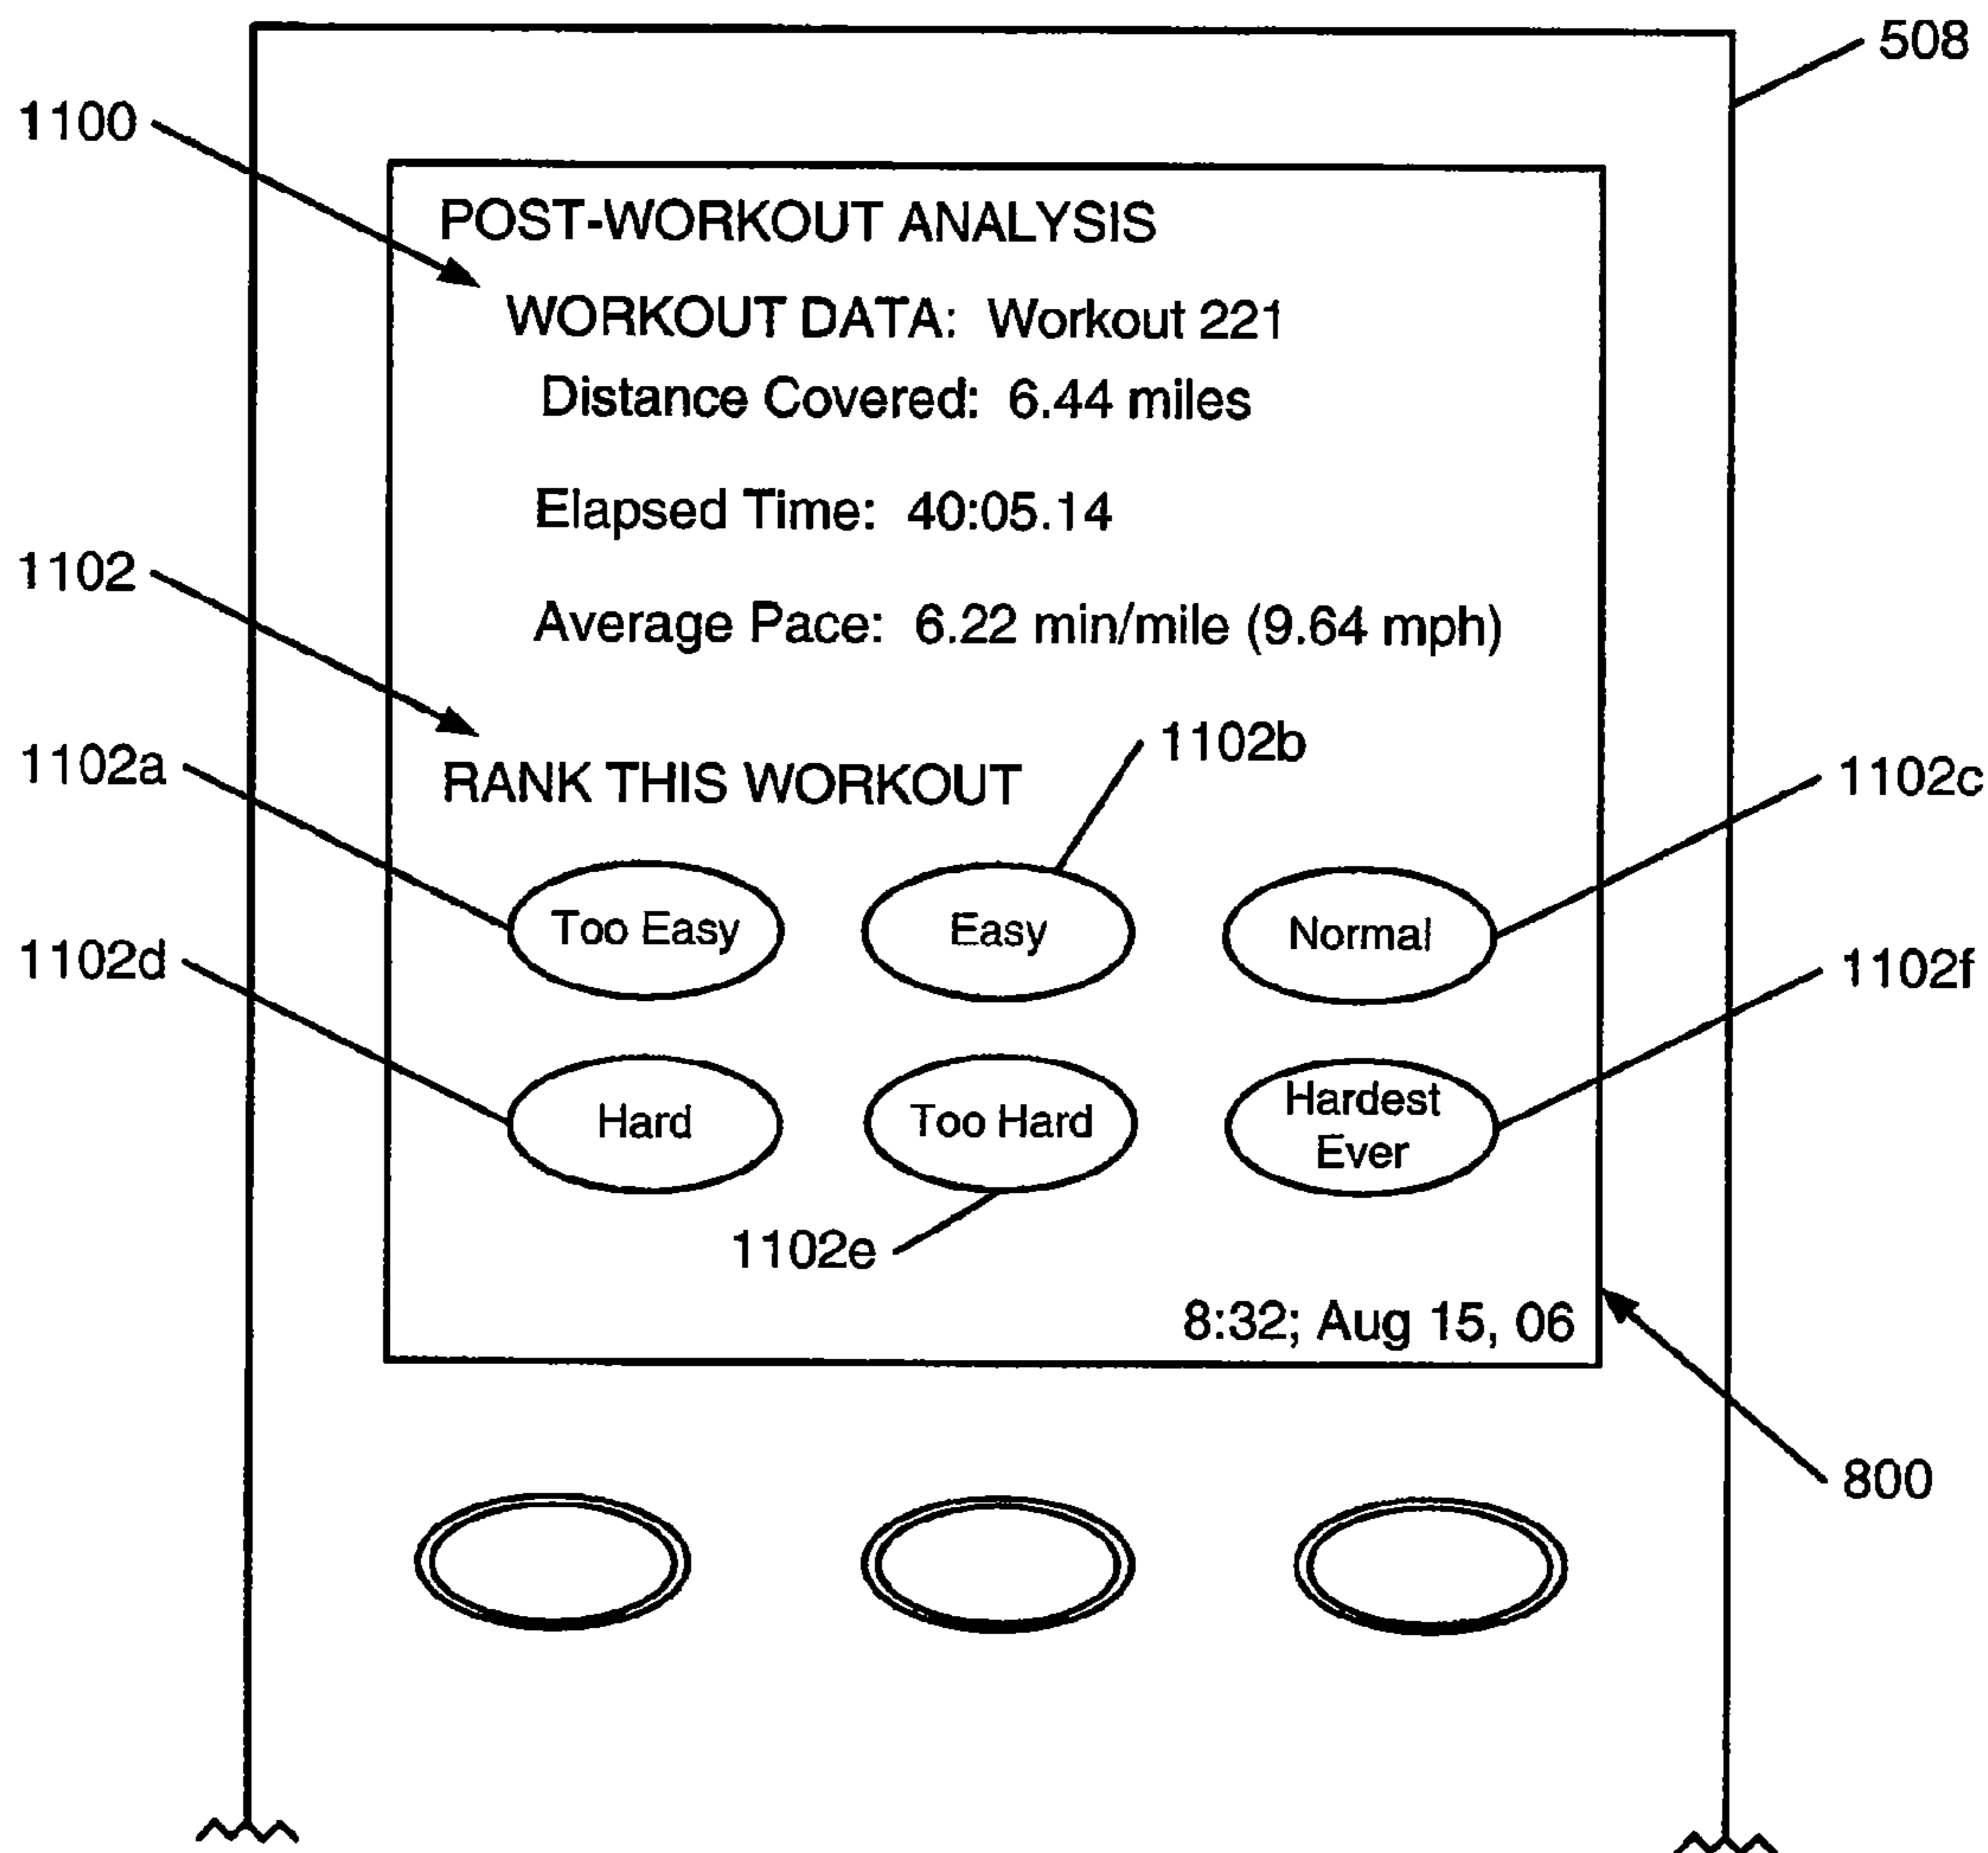 508
1100
POST-WORKOUT ANALYSIS
WORKOUT DATA: Workout 221
Distance Covered: 6.44 miles
Elapsed Time: 40:05.14
1102
Average Pace: 6.22 min/mile (9.64 mph)
1102b
1102a
RANK THIS WORKOUT
1102c
Too Easy
Easy
Normal
1102d
1102f
Hard
Too Hard
Hardest
Ever
1102e
8:32; Aug 15, 06
800